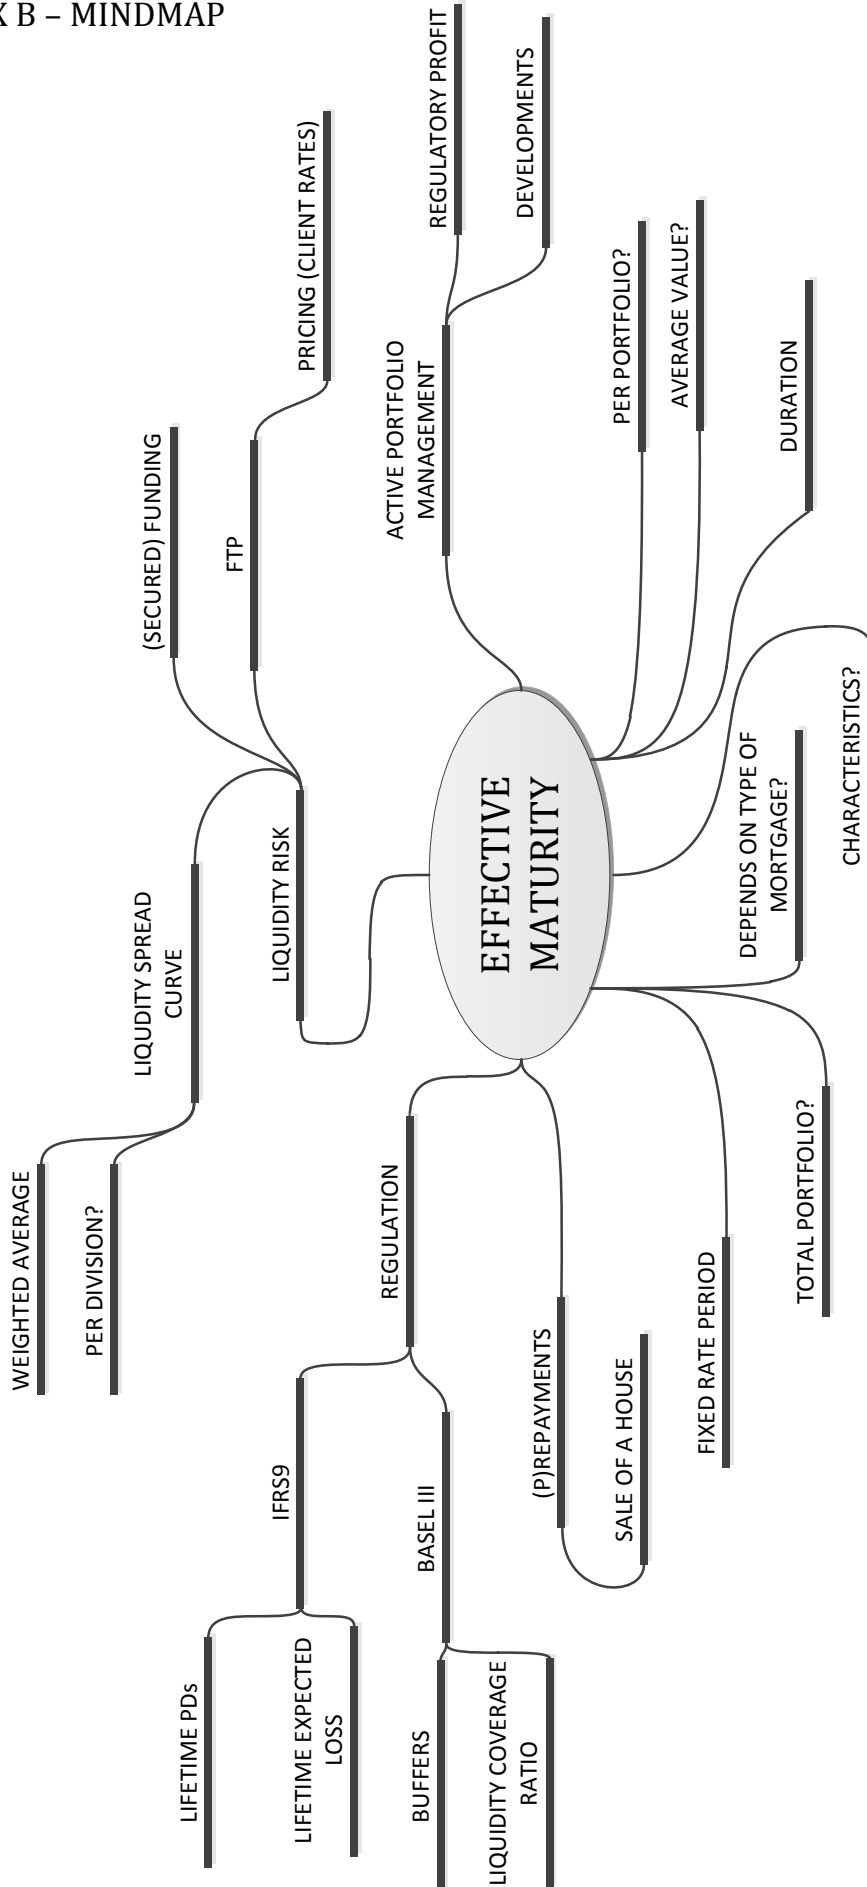 X B – MINDMAP
WEIGHTED AVERAGE
PER DIVISION?
LIQUDITY SPREAD
CURVE
(SECURED) FUNDING
FTP
PRICING (CLIENT RATES)
LIQUIDITY RISK
ACTIVE PORTFOLIO
MANAGEMENT
REGULATORY PROFIT
DEVELOPMENTS
LIFETIME PDs
LIFETIME EXPECTED
LOSS
IFRS9
REGULATION
BASEL III
BUFFERS
LIQUIDITY COVERAGE
RATIO
EFFECTIVE
MATURITY
PER PORTFOLIO?
AVERAGE VALUE?
DURATION
(P)REPAYMENTS
SALE OF A HOUSE
FIXED RATE PERIOD
TOTAL PORTFOLIO?
DEPENDS ON TYPE OF
MORTGAGE?
CHARACTERISTICS?